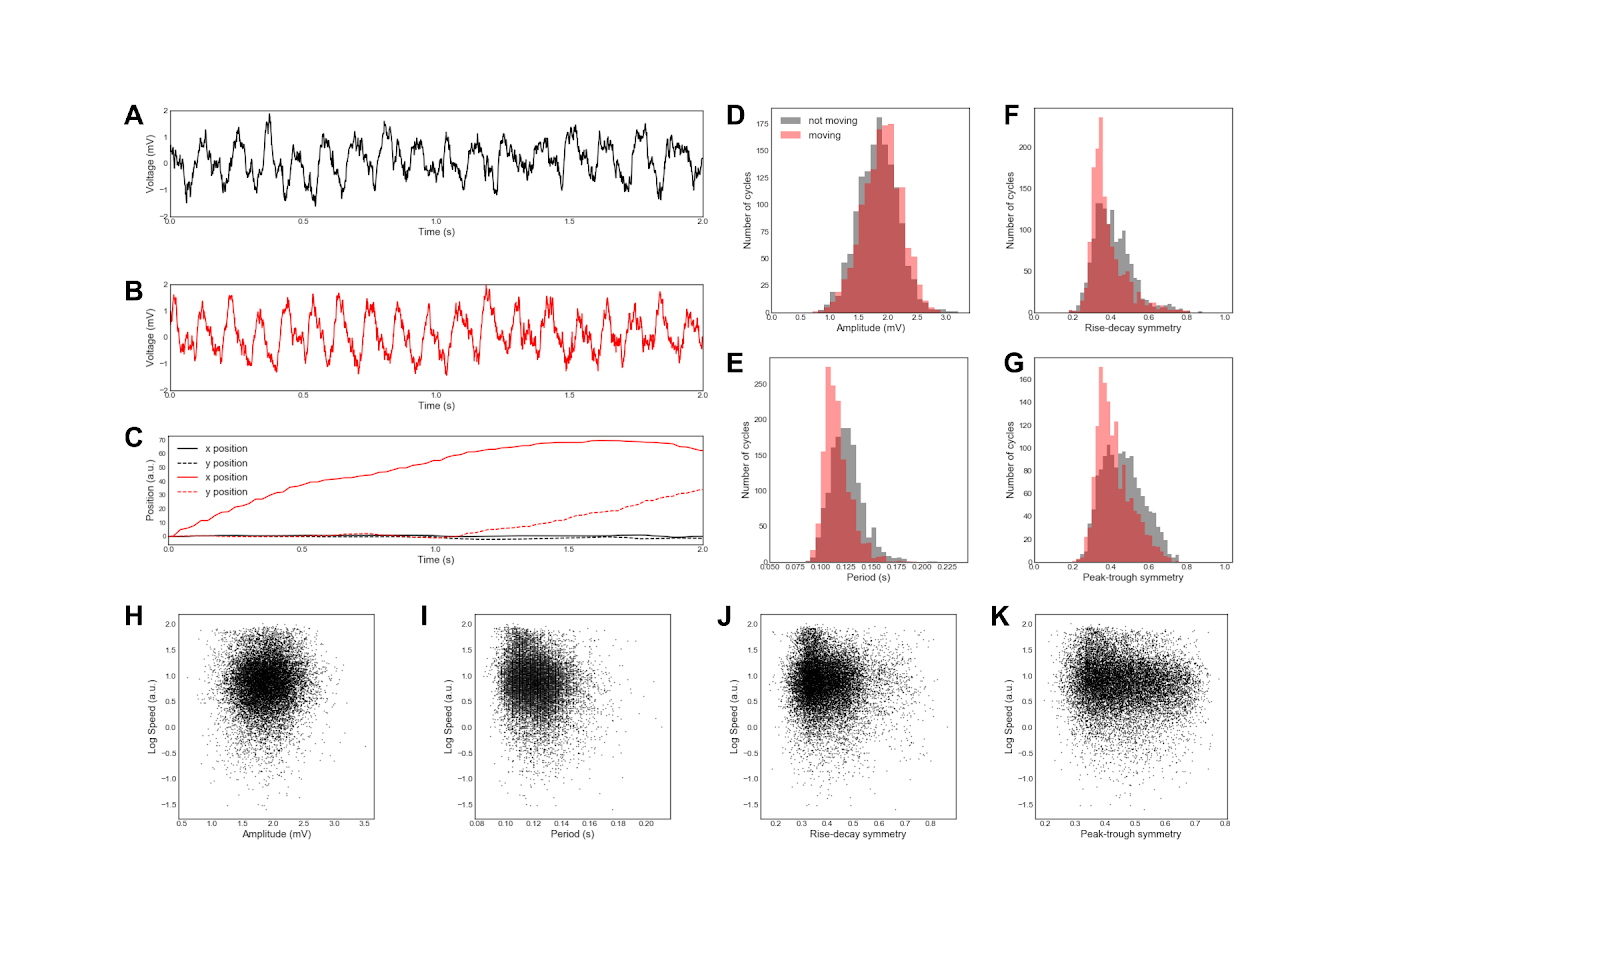 A
Voltage (mV)
2
1
0
−1
−2
0.0 0.5 1.0 1.5 2.0
Time (s)
B
Voltage (mV)
2
1
0
−1
−2
0.0 0.5 1.0 1.5 2.0
Time (s)
C
Position (a.u.)
70
60
50
40
30
20
10
0
x position
y position
x position
y position
0.0 0.5 1.0 1.5 2.0
Time (s)
D
Number of cycles
175
150
125
100
75
50
25
0
not moving
moving
0.0 0.5 1.0 1.5 2.0 2.5 3.0
Amplitude (mV)
F
Number of cycles
200
150
100
50
0
0.0 0.2 0.4 0.6 0.8 1.0
Rise-decay symmetry
E
Number of cycles
250
200
150
100
50
0
0.050 0.075 0.100 0.125 0.150 0.175 0.200 0.225
Period (s)
G
Number of cycles
160
140
120
100
80
60
40
20
0
0.0 0.2 0.4 0.6 0.8 1.0
Peak-trough symmetry
H
Log Speed (a.u.)
2.0
1.5
1.0
0.5
0.0
−0.5
−1.0
−1.5
0.5 1.0 1.5 2.0 2.5 3.0 3.5
Amplitude (mV)
I
Log Speed (a.u.)
2.0
1.5
1.0
0.5
0.0
−0.5
−1.0
−1.5
0.08 0.10 0.12 0.14 0.16 0.18 0.20
Period (s)
J
Log Speed (a.u.)
2.0
1.5
1.0
0.5
0.0
−0.5
−1.0
−1.5
0.2 0.3 0.4 0.5 0.6 0.7 0.8
Rise-decay symmetry
K
Log Speed (a.u.)
2.0
1.5
1.0
0.5
0.0
−0.5
−1.0
−1.5
0.2 0.3 0.4 0.5 0.6 0.7 0.8
Peak-trough symmetry